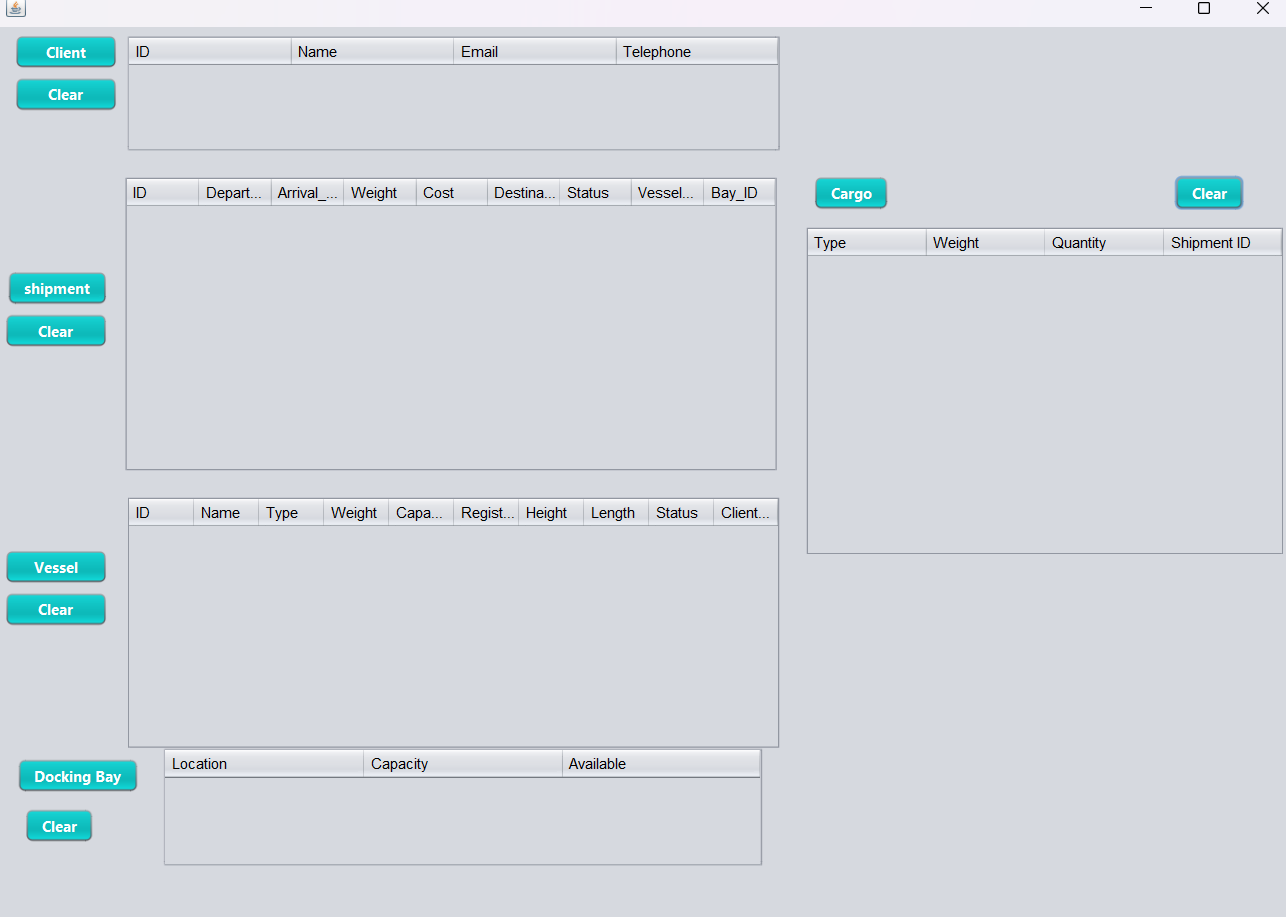 Client
ID Name Email Telephone
Clear
ID Depart... Arrival_... Weight Cost Destina... Status Vessel... Bay_ID
Cargo Clear
Type Weight Quantity Shipment ID
shipment
Clear
ID Name Type Weight Capa... Regist... Height Length Status Client...
Vessel
Clear
Location Capacity Available
Docking Bay
Clear